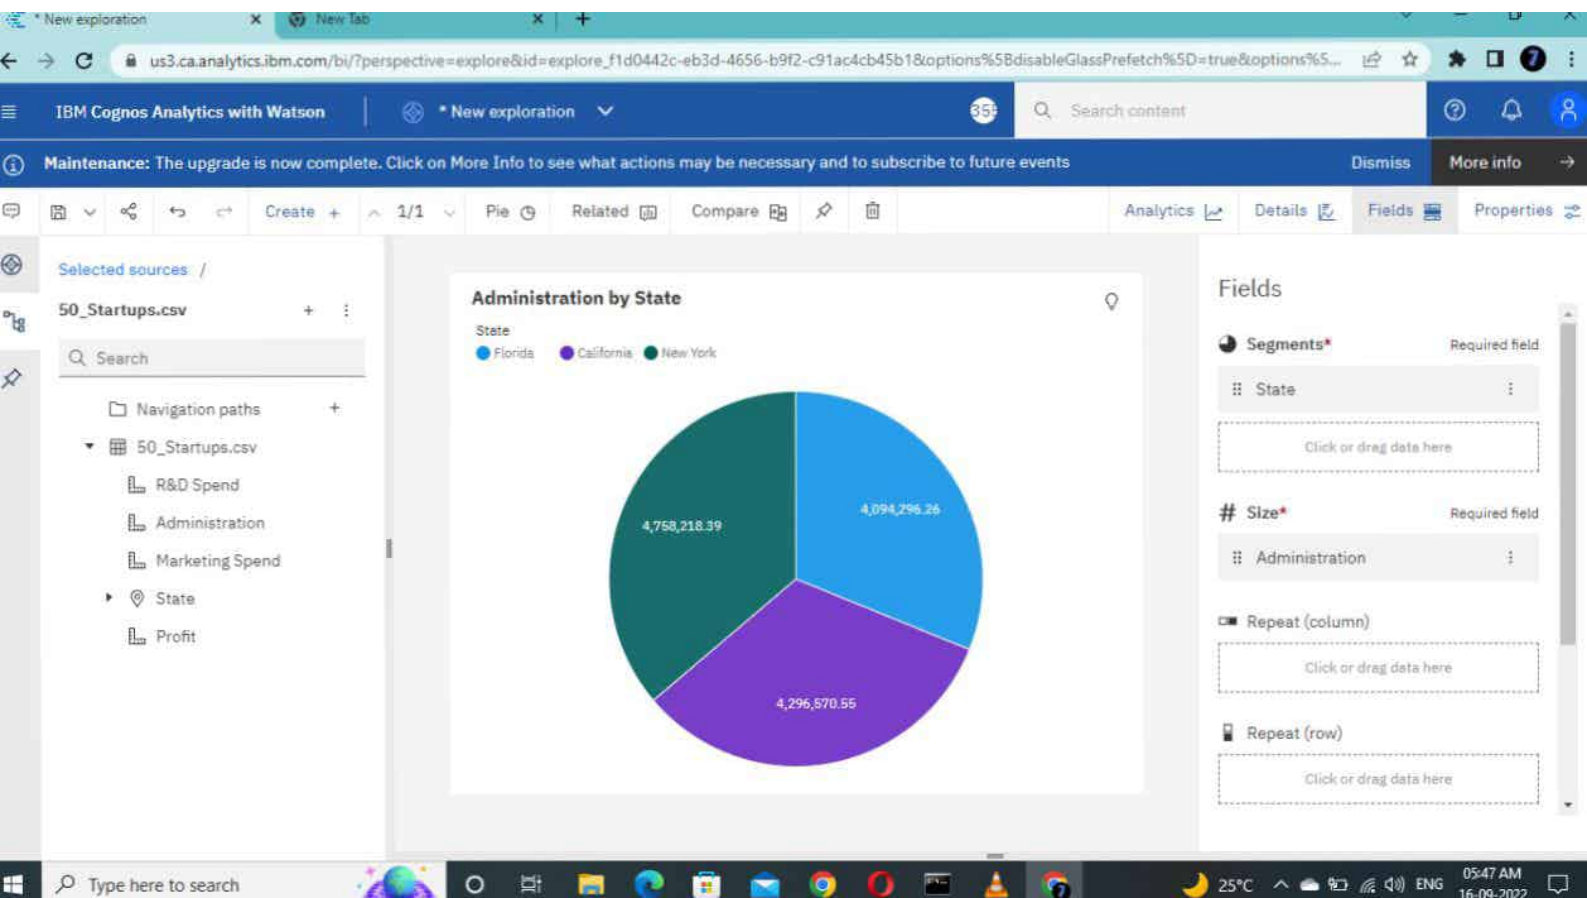 * New exploration
New Tab
us3.ca.analytics.ibm.com/bi/?perspective=explore&id=explore_f1d0442c-eb3d-4656-b9f2-c91ac4cb45b1&options%5BdisableGlassPrefetch%5D=true&options%5...
IBM Cognos Analytics with Watson
* New exploration
Search content
Maintenance: The upgrade is now complete. Click on More Info to see what actions may be necessary and to subscribe to future events
Dismiss
More info
Create +
1/1
Pie
Related
Compare
Analytics
Details
Fields
Properties
Selected sources /
50_Startups.csv
Search
Navigation paths
50_Startups.csv
R&D Spend
Administration
Marketing Spend
State
Profit
Administration by State
State
Florida California New York
4,094,296.26
4,758,218.39
4,296,570.55
Fields
Segments* Required field
State
Click or drag data here
# Size* Required field
Administration
Repeat (column)
Click or drag data here
Repeat (row)
Click or drag data here
Type here to search
25°C
ENG
05:47 AM
16-09-2022